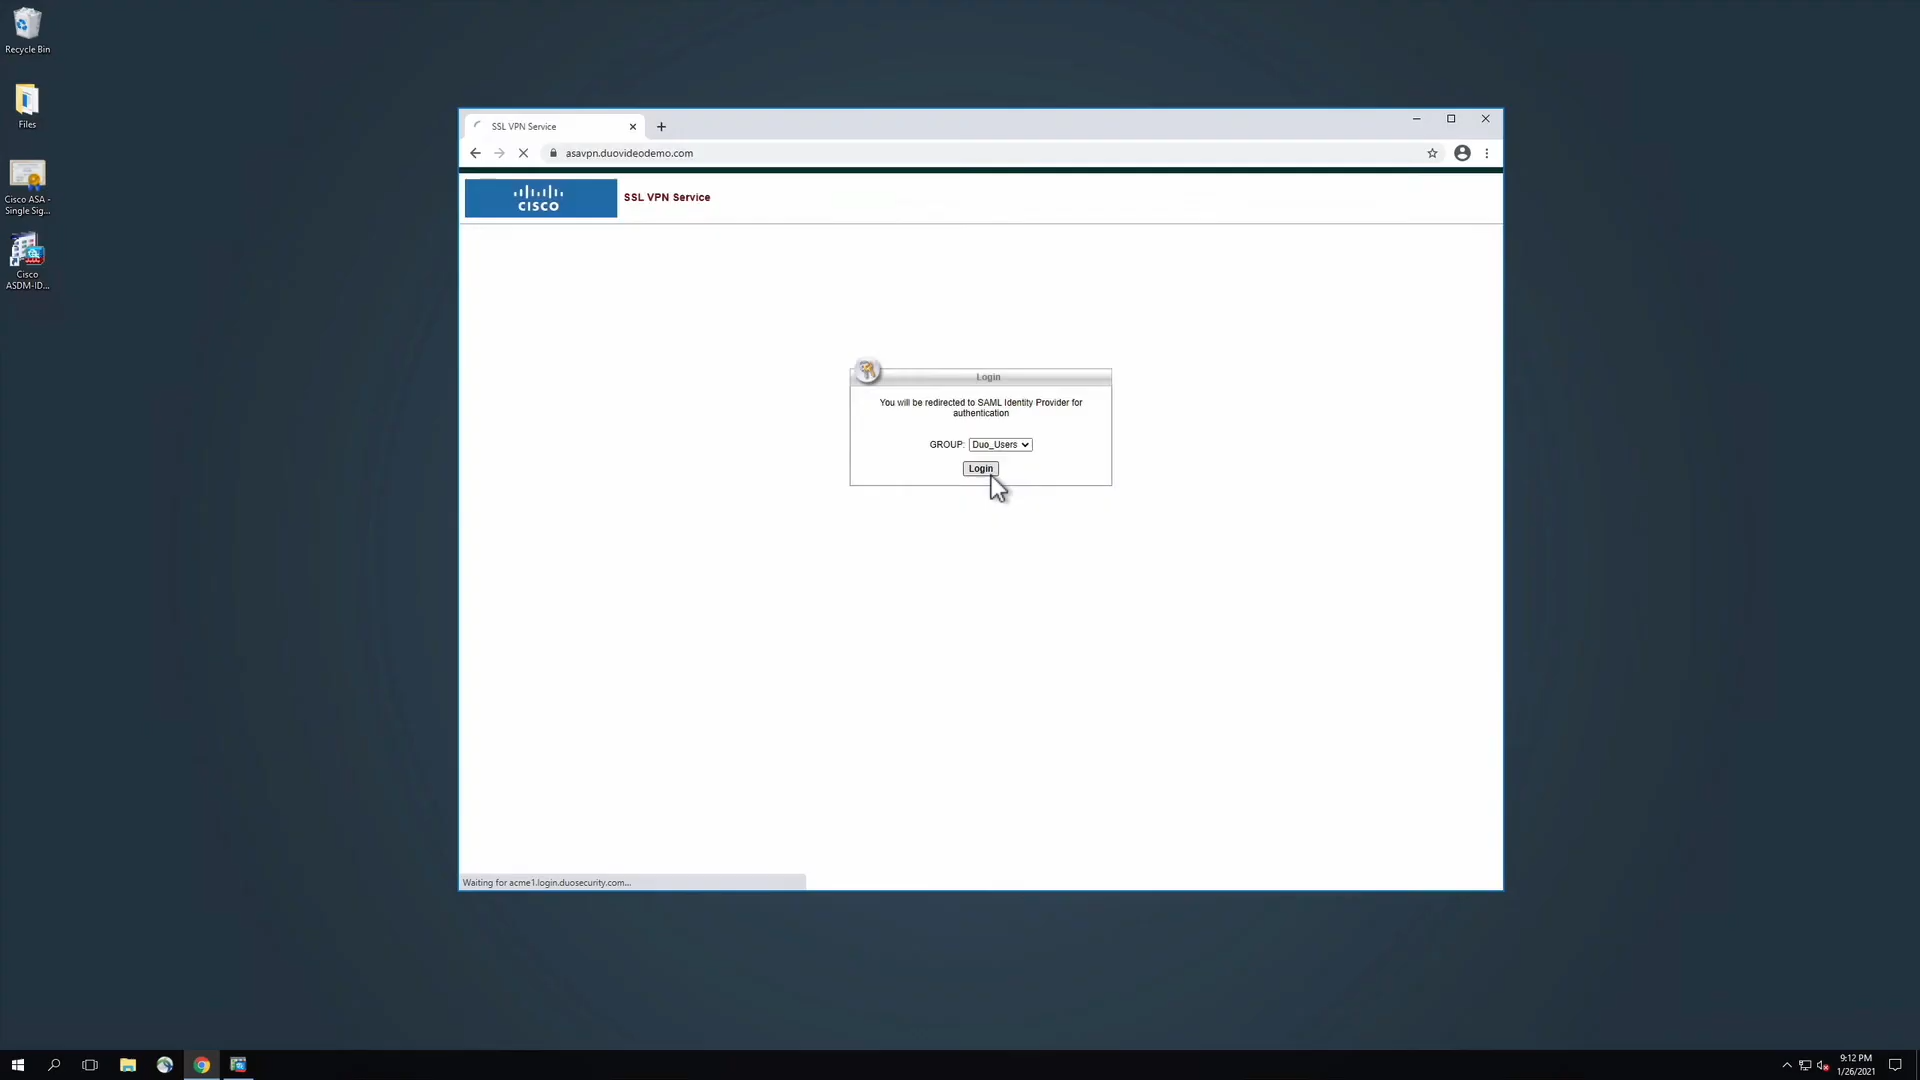 Recycle Bin
Files
Cisco ASA -
Single Sig...
Cisco
ASDM-ID...
SSL VPN Service
asavpn.duovideodemo.com
CISCO
SSL VPN Service
Login
You will be redirected to SAML Identity Provider for
authentication
GROUP: Duo_Users
Login
Waiting for acme1.login.duosecurity.com...
9:12 PM
1/26/2021